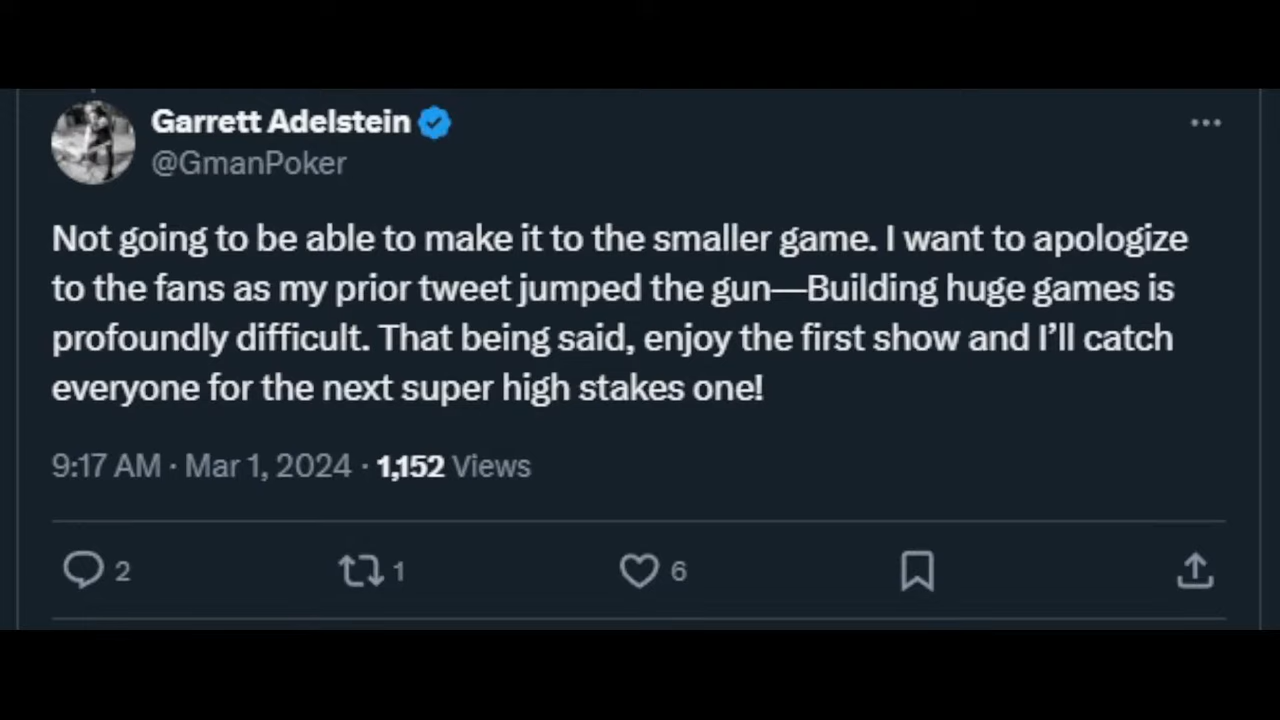 Garrett Adelstein
@GmanPoker
Not going to be able to make it to the smaller game. I want to apologize
to the fans as my prior tweet jumped the gun—Building huge games is
profoundly difficult. That being said, enjoy the first show and I’ll catch
everyone for the next super high stakes one!
9:17 AM · Mar 1, 2024 · 1,152 Views
2 1 6